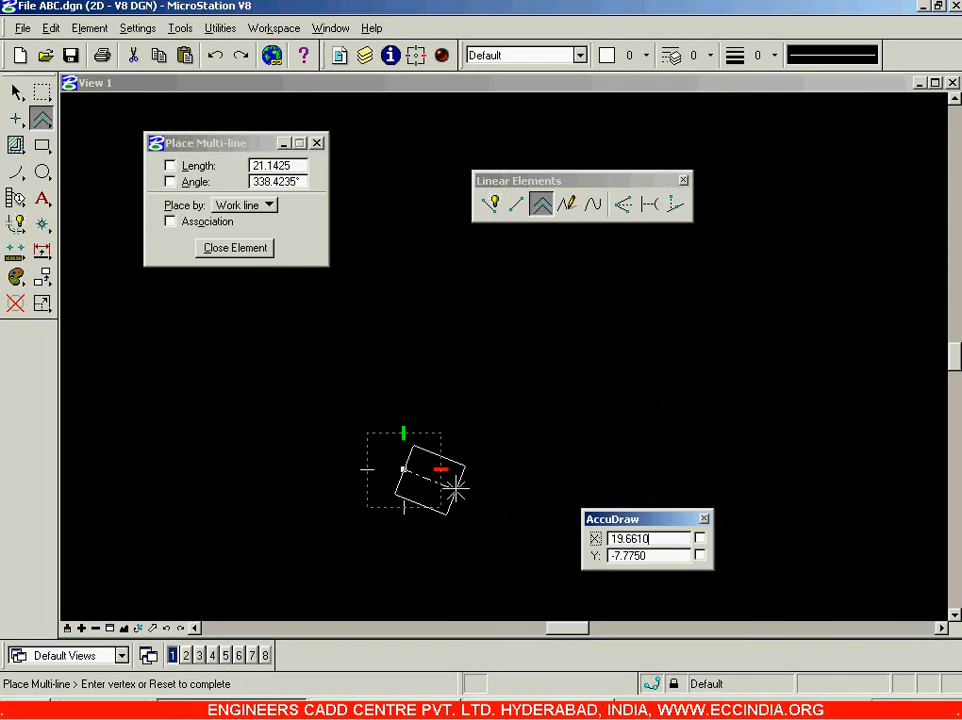 File ABC.dgn (2D - V8 DGN) - MicroStation V8
File Edit Element Settings Tools Utilities Workspace Window Help
Default 0 0 0
View 1
Place Multi-line
Length: 21.1425
Angle: 338.4235°
Place by: Work line
Association
Close Element
Linear Elements
AccuDraw
X: 19.6610
Y: -7.7750
Default Views 1 2 3 4 5 6 7 8
Place Multi-line > Enter vertex or Reset to complete Default
ENGINEERS CADD CENTRE PVT. LTD. HYDERABAD, INDIA, WWW.ECCINDIA.ORG